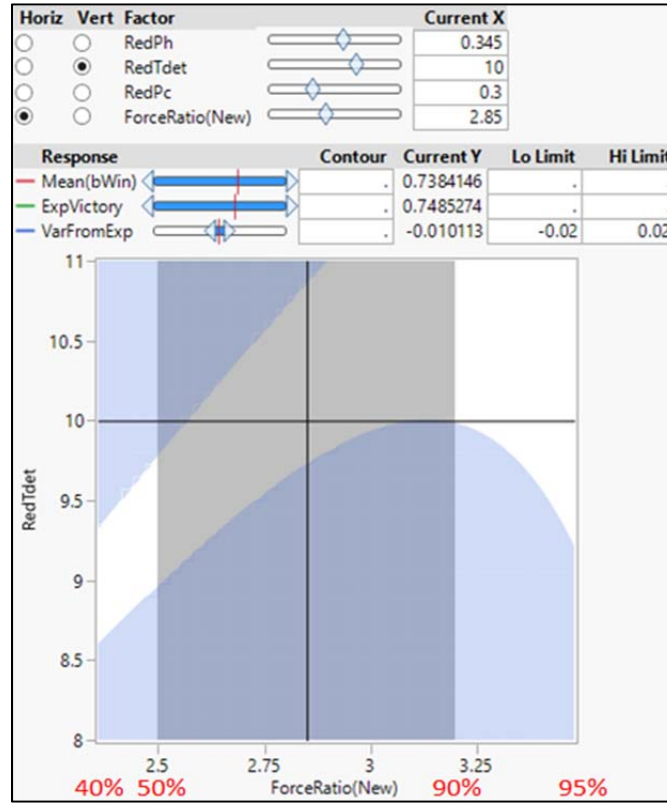 Horiz Vert Factor Current X
RedPh 0.345
RedTdet 10
RedPc 0.3
ForceRatio(New) 2.85
Response Contour Current Y Lo Limit Hi Limit
Mean(bWin) . 0.7384146 . .
ExpVictory . 0.7485274 . .
VarFromExp . -0.010113 -0.02 0.02
11
10.5
10
9.5
9
8.5
8
RedTdet
2.5 2.75 3 3.25
40% 50% ForceRatio(New) 90% 95%